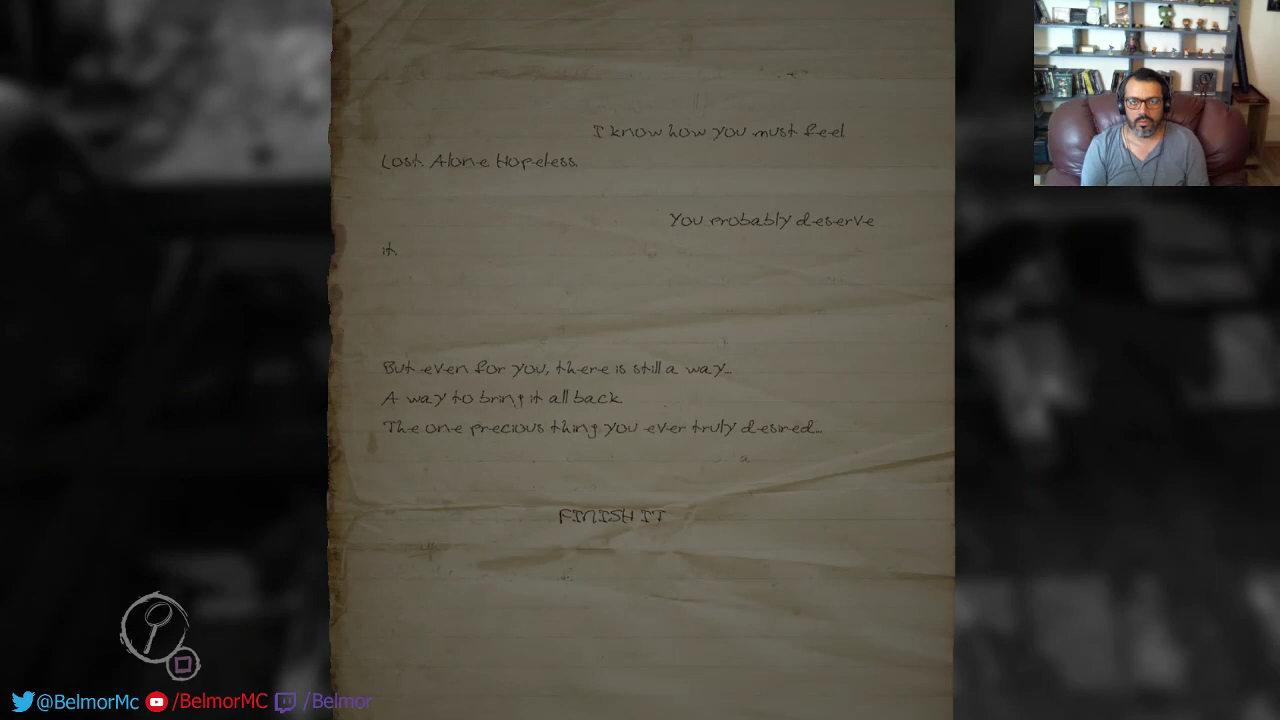 I know how you must feel
Lost. Alone Hopeless.
You probably deserve
it.
But even for you, there is still a way...
A way to bring it all back
The one precious thing you ever truly desired...
FINISH IT
@BelmorMc /BelmorMC /Belmor